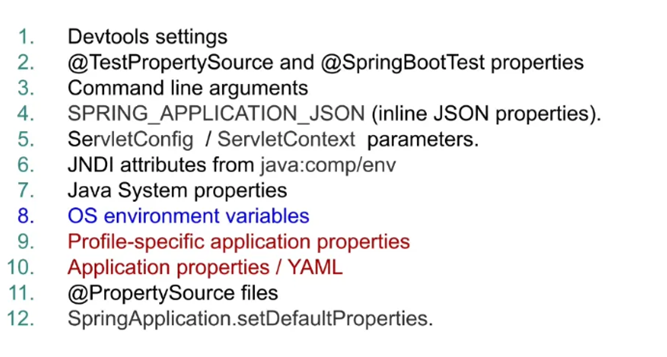 1. Devtools settings
2. @TestPropertySource and @SpringBootTest properties
3. Command line arguments
4. SPRING_APPLICATION_JSON (inline JSON properties).
5. ServletConfig / ServletContext parameters.
6. JNDI attributes from java:comp/env
7. Java System properties
8. OS environment variables
9. Profile-specific application properties
10. Application properties / YAML
11. @PropertySource files
12. SpringApplication.setDefaultProperties.